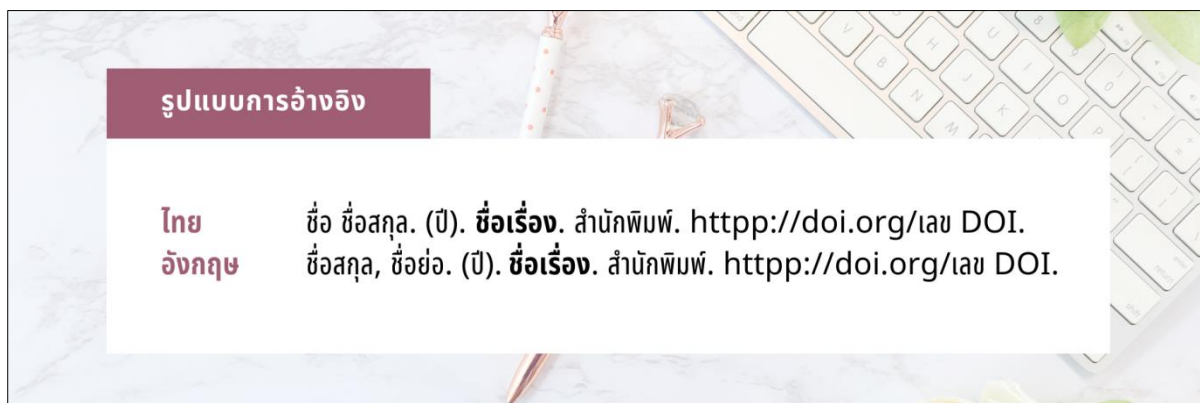 รูปแบบการอ้างอิง
ไทย ชื่อ ชื่อสกุล. (ปี). ชื่อเรื่อง. สำนักพิมพ์. httpp://doi.org/เลข DOI.
อังกฤษ ชื่อสกุล, ชื่อย่อ. (ปี). ชื่อเรื่อง. สำนักพิมพ์. httpp://doi.org/เลข DOI.